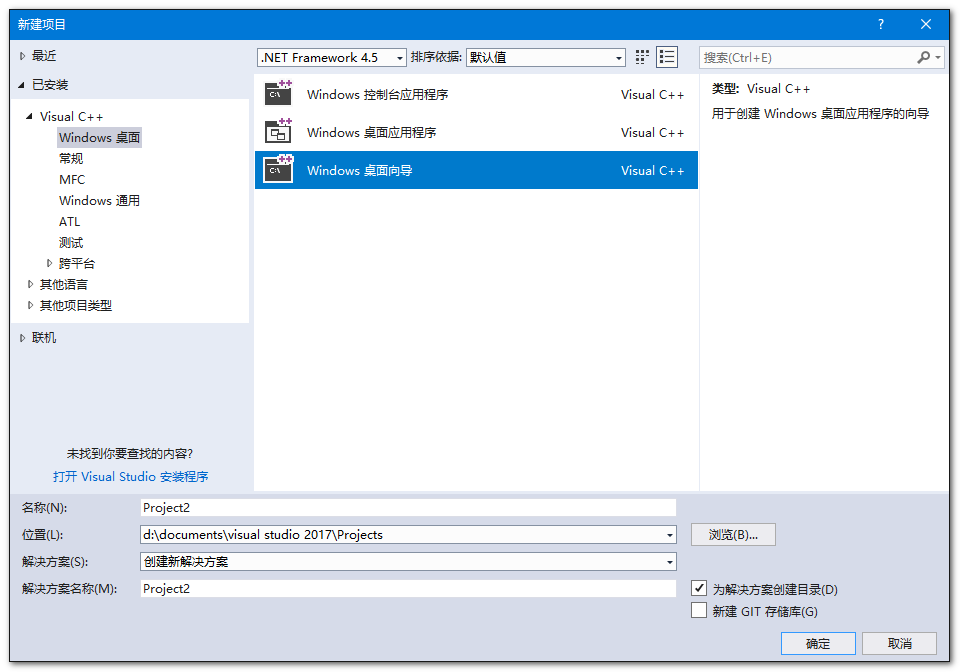 新建项目
?
最近
.NET Framework 4.5
排序依据:
默认值
搜索(Ctrl+E)
已安装
Visual C++
Windows 桌面
常规
MFC
Windows 通用
ATL
测试
跨平台
其他语言
其他项目类型
联机
未找到你要查找的内容?
打开 Visual Studio 安装程序
Windows 控制台应用程序 Visual C++
Windows 桌面应用程序 Visual C++
Windows 桌面向导 Visual C++
类型: Visual C++
用于创建 Windows 桌面应用程序的向导
名称(N): Project2
位置(L): d:\documents\visual studio 2017\Projects
浏览(B)...
解决方案(S): 创建新解决方案
解决方案名称(M): Project2
为解决方案创建目录(D)
新建 GIT 存储库(G)
确定
取消